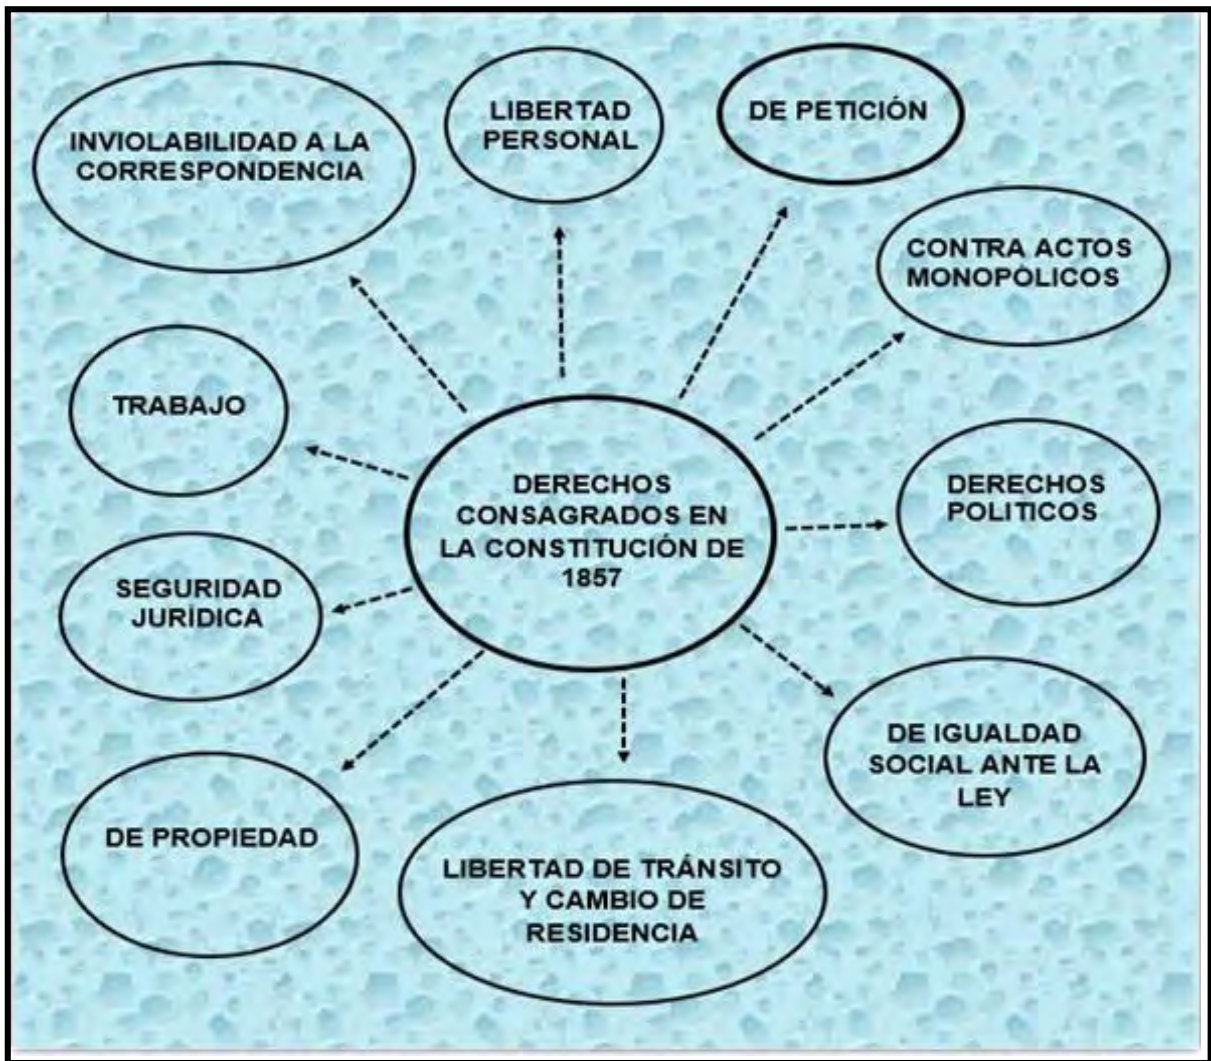 INVIOLABILIDAD A LA
CORRESPONDENCIA
LIBERTAD
PERSONAL
DE PETICIÓN
CONTRA ACTOS
MONOPÓLICOS
TRABAJO
DERECHOS
CONSAGRADOS EN
LA CONSTITUCIÓN DE
1857
DERECHOS
POLITICOS
SEGURIDAD
JURÍDICA
DE IGUALDAD
SOCIAL ANTE LA
LEY
DE PROPIEDAD
LIBERTAD DE TRÁNSITO
Y CAMBIO DE
RESIDENCIA